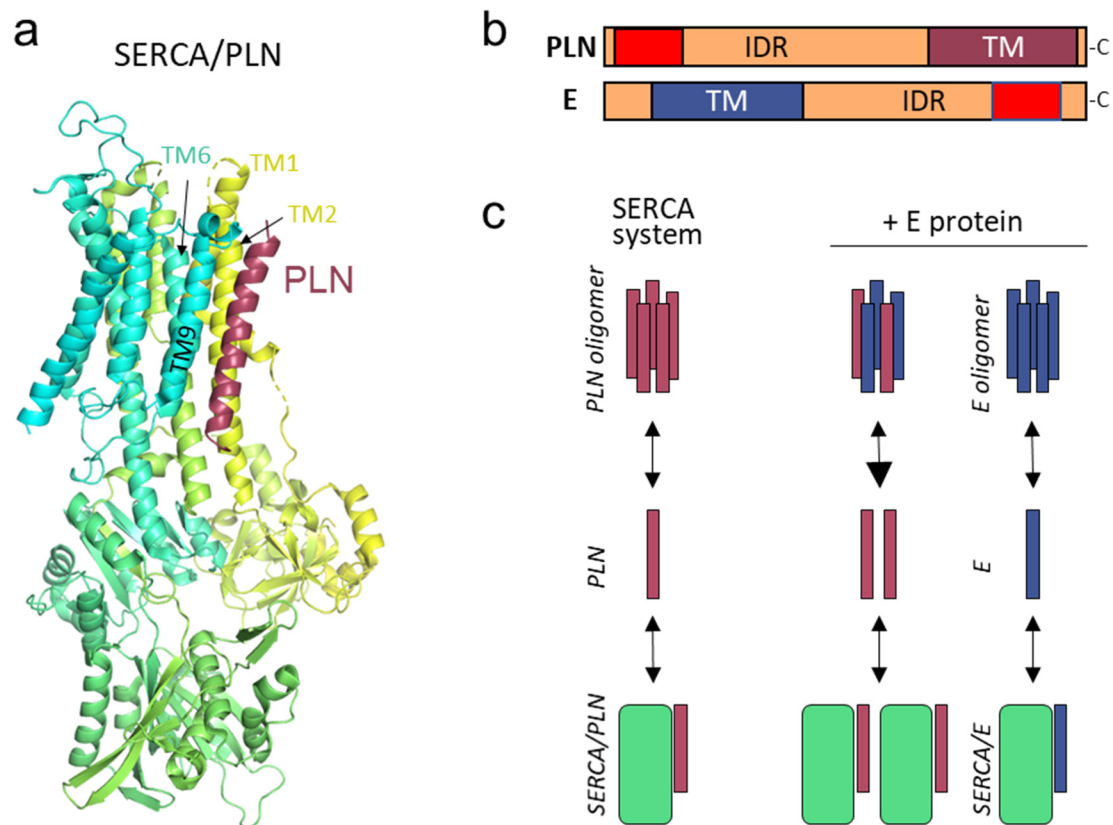 a
SERCA/PLN
TM6
TM1
TM2
PLN
TM9
b
PLN
IDR
TM
-C
E
TM
IDR
-C
c
SERCA
system
+ E protein
PLN oligomer
E oligomer
PLN
E
SERCA/PLN
SERCA/E